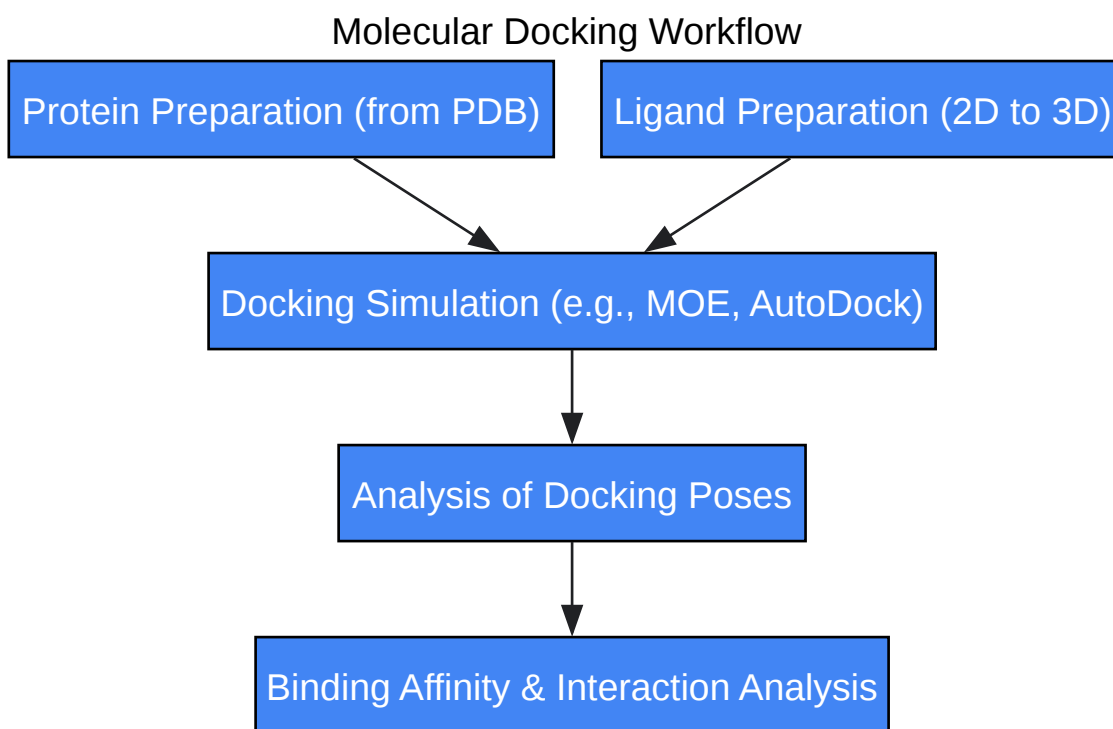 Molecular Docking Workflow
Protein Preparation (from PDB)
Ligand Preparation (2D to 3D)
Docking Simulation (e.g., MOE, AutoDock)
Analysis of Docking Poses
Binding Affinity & Interaction Analysis